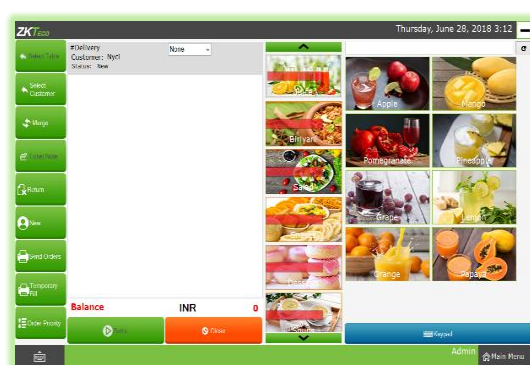 ZKTECO
Thursday, June 28, 2018 3:12
Select Table
#Delivery
None
Customer: Nyci
Status: New
Select
Customer
Merge
Ticket Note
Return
New
Send Orders
Temporary
Bill
Order Priority
Biriyani
Salad
Apple
Mango
Pomegranate
Pineapple
Grape
Lemon
Orange
Papaya
Balance
INR
0
Close
Keypad
Admin
Main Menu